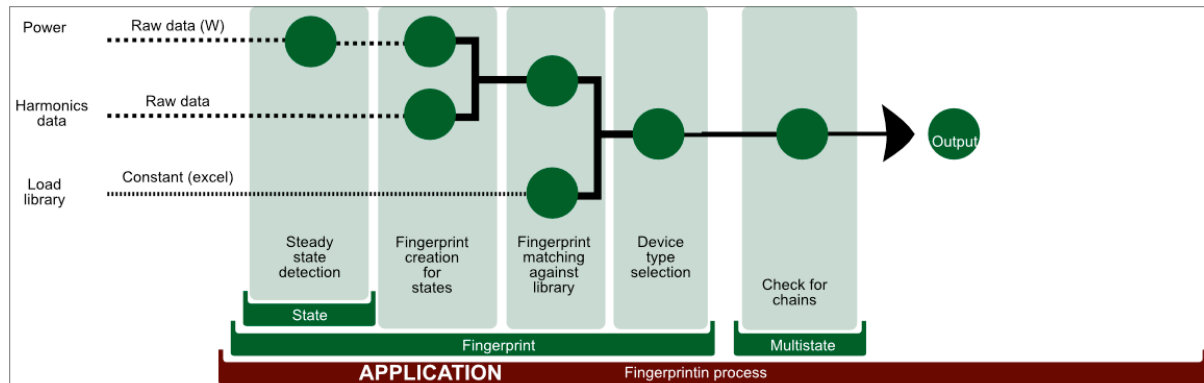 Power
Raw data (W)
Harmonics
data
Raw data
Load
library
Constant (excel)
Output
Steady
state
detection
Fingerprint
creation
for
states
Fingerprint
matching
against
library
Device
type
selection
Check for
chains
State
Fingerprint
Multistate
APPLICATION
Fingerprintin process